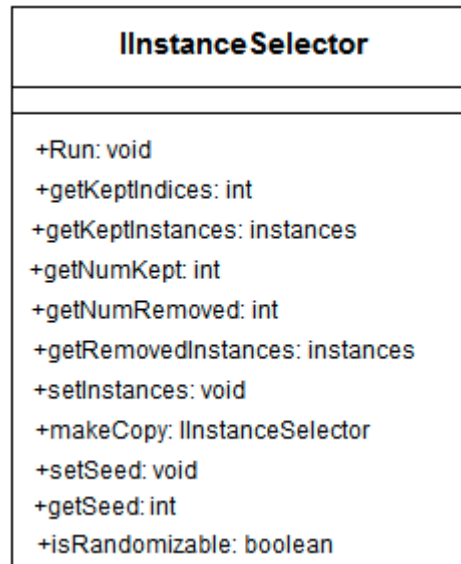 IInstanceSelector
+Run: void
+getKeptIndices: int
+getKeptInstances: instances
+getNumKept: int
+getNumRemoved: int
+getRemovedInstances: instances
+setInstances: void
+makeCopy: IInstanceSelector
+setSeed: void
+getSeed: int
+isRandomizable: boolean